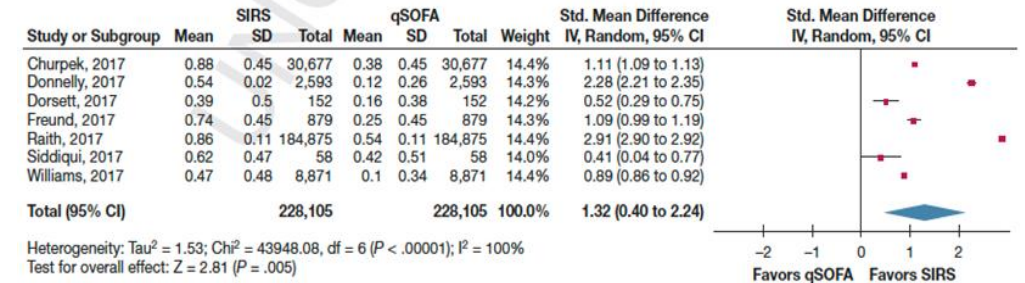 SIRS qSOFA Std. Mean Difference Std. Mean Difference
Study or Subgroup Mean SD Total Mean SD Total Weight IV, Random, 95% CI IV, Random, 95% CI
Churpek, 2017 0.88 0.45 30,677 0.38 0.45 30,677 14.4% 1.11 (1.09 to 1.13)
Donnelly, 2017 0.54 0.02 2,593 0.12 0.26 2,593 14.3% 2.28 (2.21 to 2.35)
Dorsett, 2017 0.39 0.5 152 0.16 0.38 152 14.2% 0.52 (0.29 to 0.75)
Freund, 2017 0.74 0.45 879 0.25 0.45 879 14.3% 1.09 (0.99 to 1.19)
Raith, 2017 0.86 0.11 184,875 0.54 0.11 184,875 14.4% 2.91 (2.90 to 2.92)
Siddiqui, 2017 0.62 0.47 58 0.42 0.51 58 14.0% 0.41 (0.04 to 0.77)
Williams, 2017 0.47 0.48 8,871 0.1 0.34 8,871 14.4% 0.89 (0.86 to 0.92)
Total (95% CI) 228,105 228,105 100.0% 1.32 (0.40 to 2.24)
Heterogeneity: Tau² = 1.53; Chi² = 43948.08, df = 6 (P < .00001); I² = 100%
Test for overall effect: Z = 2.81 (P = .005)
−2 −1 0 1 2
Favors qSOFA Favors SIRS